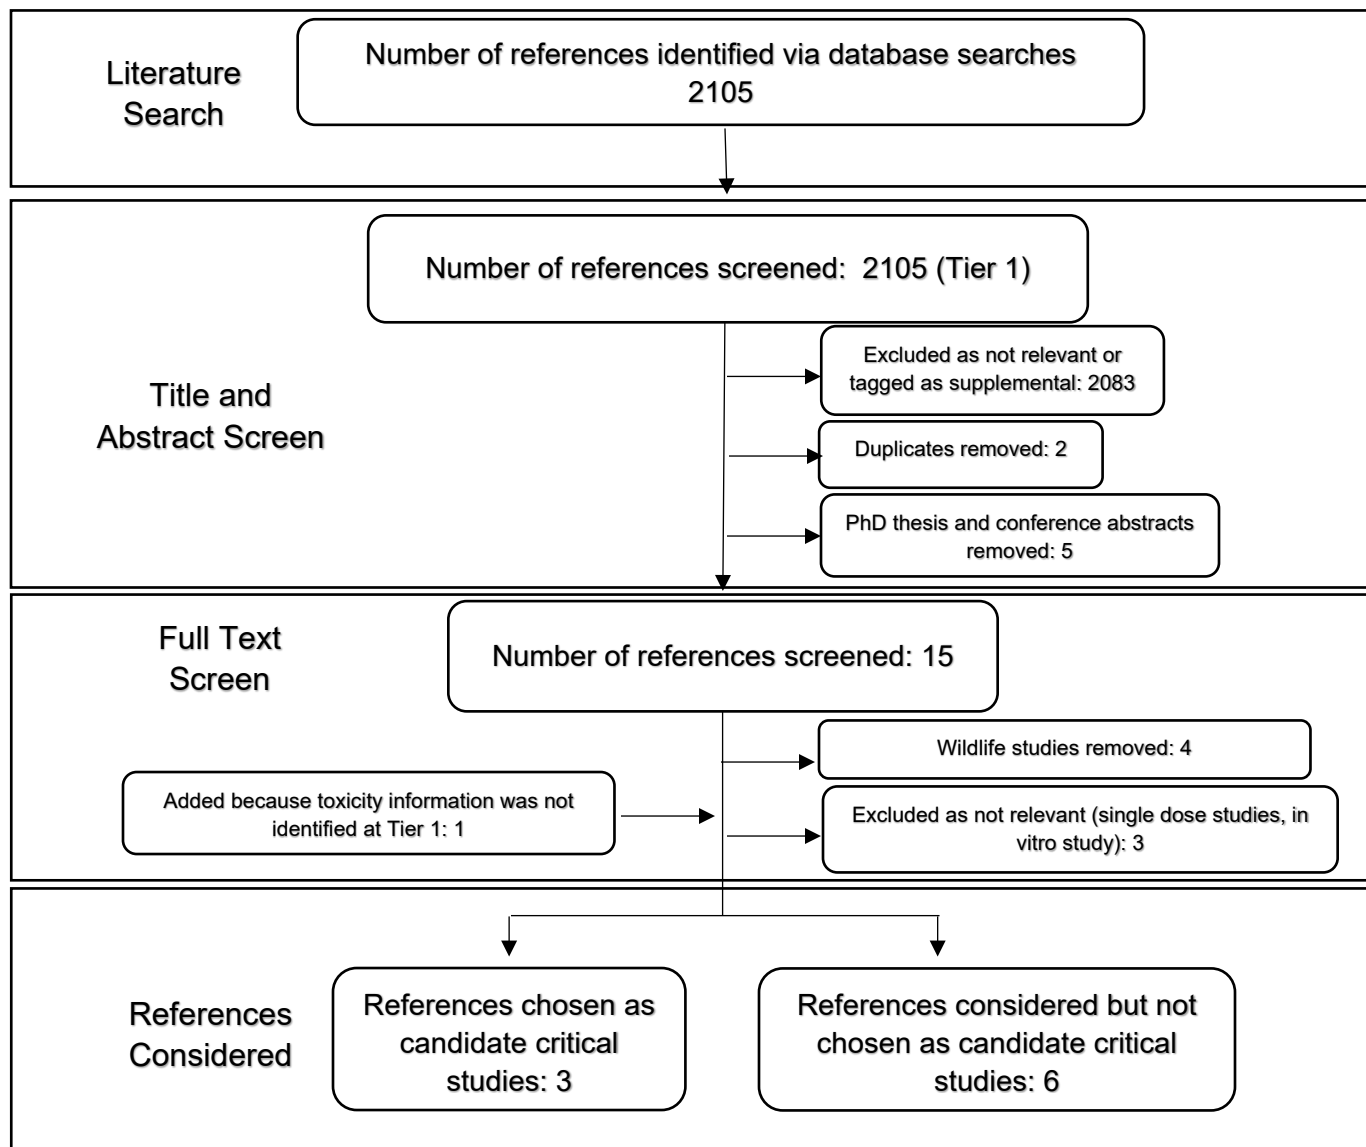 Literature
Search
Number of references identified via database searches
2105
Number of references screened:  2105 (Tier 1)
Title and
Abstract Screen
Excluded as not relevant or
tagged as supplemental: 2083
Duplicates removed: 2
PhD thesis and conference abstracts
removed: 5
Full Text
Screen
Number of references screened: 15
Wildlife studies removed: 4
Added because toxicity information was not
identified at Tier 1: 1
Excluded as not relevant (single dose studies, in
vitro study): 3
References
Considered
References chosen as
candidate critical
studies: 3
References considered but not
chosen as candidate critical
studies: 6